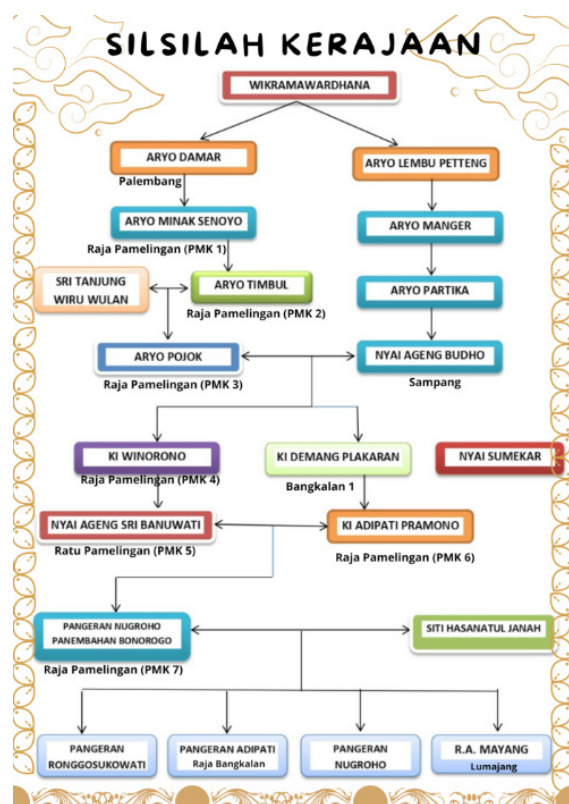 SILSILAH KERAJAAN
WIKRAMAWARDHANA
ARYO DAMAR
Palembang
ARYO LEMBU PETTENG
ARYO MINAK SENOYO
Raja Pamelingan (PMK 1)
ARYO MANGER
SRI TANJUNG
WIRU WULAN
ARYO TIMBUL
Raja Pamelingan (PMK 2)
ARYO PARTIKA
ARYO POJOK
Raja Pamelingan (PMK 3)
NYAI AGENG BUDHO
Sampang
KI WINORONO
Raja Pamelingan (PMK 4)
KI DEMANG PLAKARAN
Bangkalan 1
NYAI SUMEKAR
NYAI AGENG SRI BANUWATI
Ratu Pamelingan (PMK 5)
KI ADIPATI PRAMONO
Raja Pamelingan (PMK 6)
PANGERAN NUGROHO
PANEMBAHAN BONOROGO
Raja Pamelingan (PMK 7)
SITI HASANATUL JANAH
PANGERAN
RONGGOSUKOWATI
PANGERAN ADIPATI
Raja Bangkalan
PANGERAN
NUGROHO
R.A. MAYANG
Lumajang